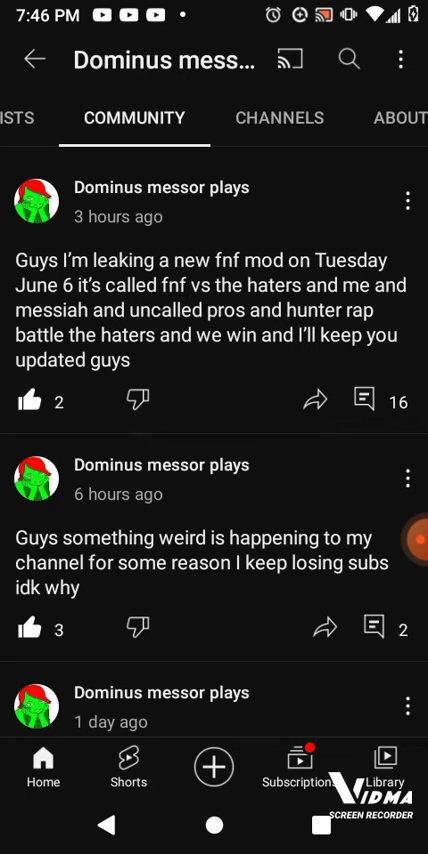 7:46 PM
Dominus mess...
ISTS COMMUNITY CHANNELS ABOUT
Dominus messor plays
3 hours ago
Guys I'm leaking a new fnf mod on Tuesday
June 6 it's called fnf vs the haters and me and
messiah and uncalled pros and hunter rap
battle the haters and we win and I'll keep you
updated guys
2 16
Dominus messor plays
6 hours ago
Guys something weird is happening to my
channel for some reason I keep losing subs
idk why
3 2
Dominus messor plays
1 day ago
Home Shorts Subscriptions Library
VIDMA
SCREEN RECORDER